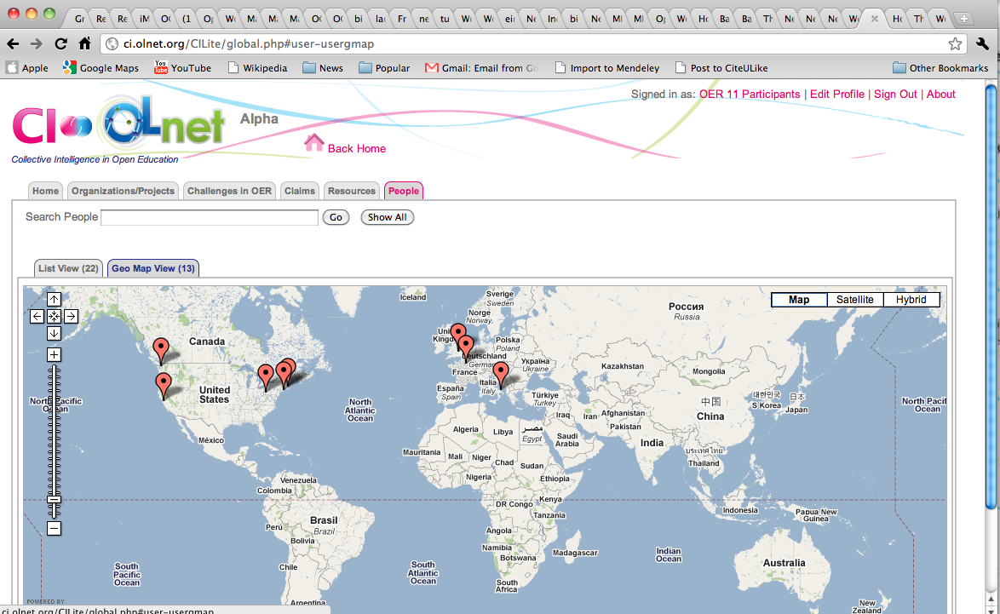 Gr Re Re iM O( (1 Oj W Ma Ma Ma O( O( bi la Fr ne tu W W ein Ne In bi Ne MI MI Oj W Ho Ba Ba Th Ne Ne Ne W Ho Th W
ci.olnet.org/CILite/global.php#user-usergmap
Apple Google Maps YouTube Wikipedia News Popular Gmail: Email from Go Import to Mendeley Post to CiteULike Other Bookmarks
Signed in as: OER 11 Participants | Edit Profile | Sign Out | About
CI OLnet Alpha
Back Home
Collective Intelligence in Open Education
Home Organizations/Projects Challenges in OER Claims Resources People
Search People Go Show All
List View (22) Geo Map View (13)
Map Satellite Hybrid
Iceland
Sverige
Sweden
Norge
Norway
Россия
Russia
Canada
United
States
México
North Pacific
Ocean
North
Atlantic
Ocean
Polska
Poland
Deutschland
Україна
Ukraine
France
Italia
Italy
España
Spain
Türkiye
Turkey
Kazakhstan
Mongolia
中国
China
대한민국
S Korea
日本
Japan
North Pacif
Ocean
Iraq
Iran
Afghanistan
Pakistan
Algeria
Libya
مصر
Egypt
Saudi
Arabia
India
ประเทศไทย
Thailand
Mauritania
Mali
Niger
Chad
Sudan
Nigeria
Ethiopia
Venezuela
Colombia
DR Congo
Kenya
Tanzania
Indonesia
Papua New
Guinea
Perú
Brasil
Brazil
Bolivia
Angola
Namibia
Botswana
Madagascar
Chile
South
Pacific
Ocean
South
Atlantic
Ocean
Indian
Ocean
Australia
South
Africa
Argentina
New
Zealand
POWERED BY
ci.olnet.org/CILite/global.php#user-usergmap